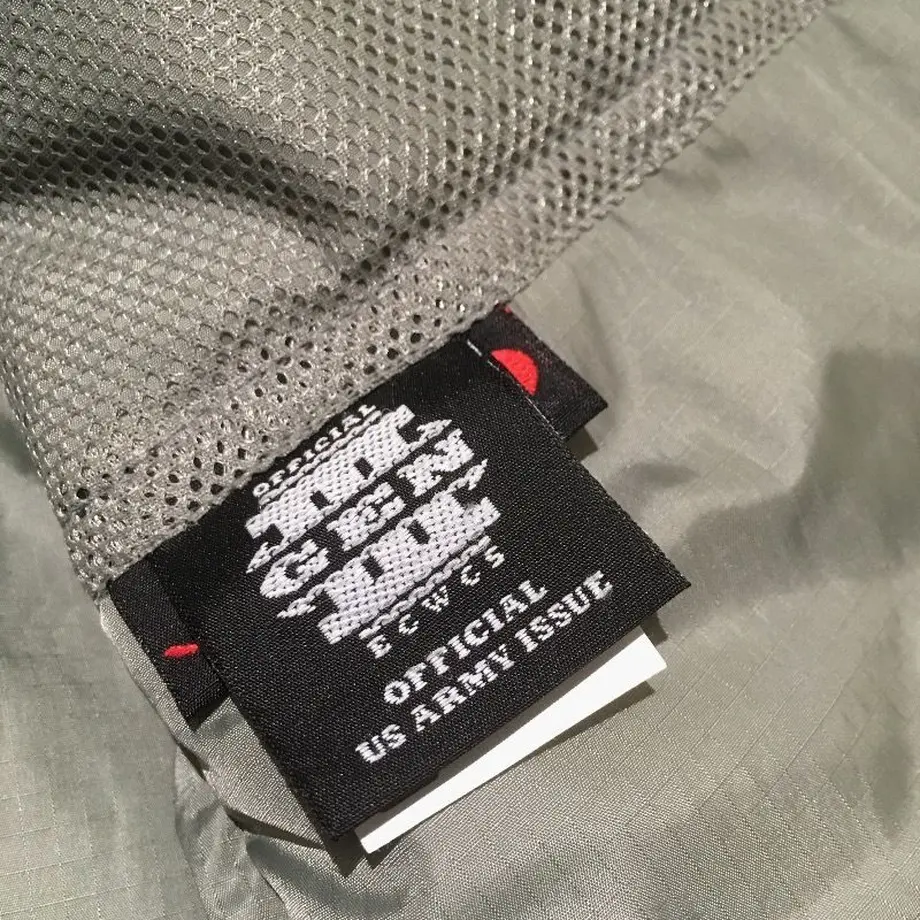 OFFICIAL
III
GEN
III
ECWCS
OFFICIAL
US ARMY ISSUE